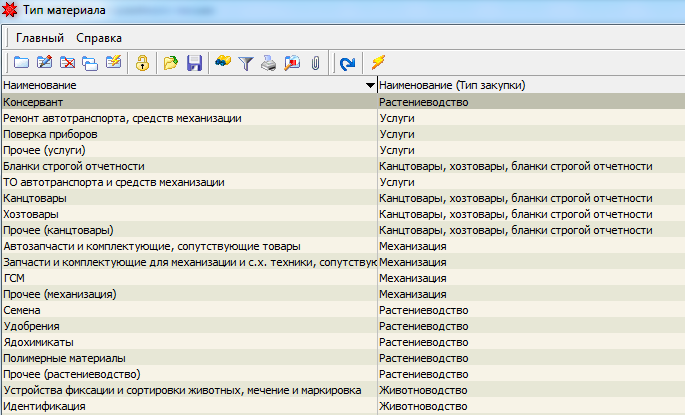 Тип материала
Главный Справка
Наименование Наименование (Тип закупки)
Консервант Растениеводство
Ремонт автотранспорта, средств механизации Услуги
Поверка приборов Услуги
Прочее (услуги) Услуги
Бланки строгой отчетности Канцтовары, хозтовары, бланки строгой отчетности
ТО автотранспорта и средств механизации Услуги
Канцтовары Канцтовары, хозтовары, бланки строгой отчетности
Хозтовары Канцтовары, хозтовары, бланки строгой отчетности
Прочее (канцтовары) Канцтовары, хозтовары, бланки строгой отчетности
Автозапчасти и комплектующие, сопутствующие товары Механизация
Запчасти и комплектующие для механизации и с.х. техники, сопутствую Механизация
ГСМ Механизация
Прочее (механизация) Механизация
Семена Растениеводство
Удобрения Растениеводство
Ядохимикаты Растениеводство
Полимерные материалы Растениеводство
Прочее (растениеводство) Растениеводство
Устройства фиксации и сортировки животных, мечение и маркировка Животноводство
Идентификация Животноводство